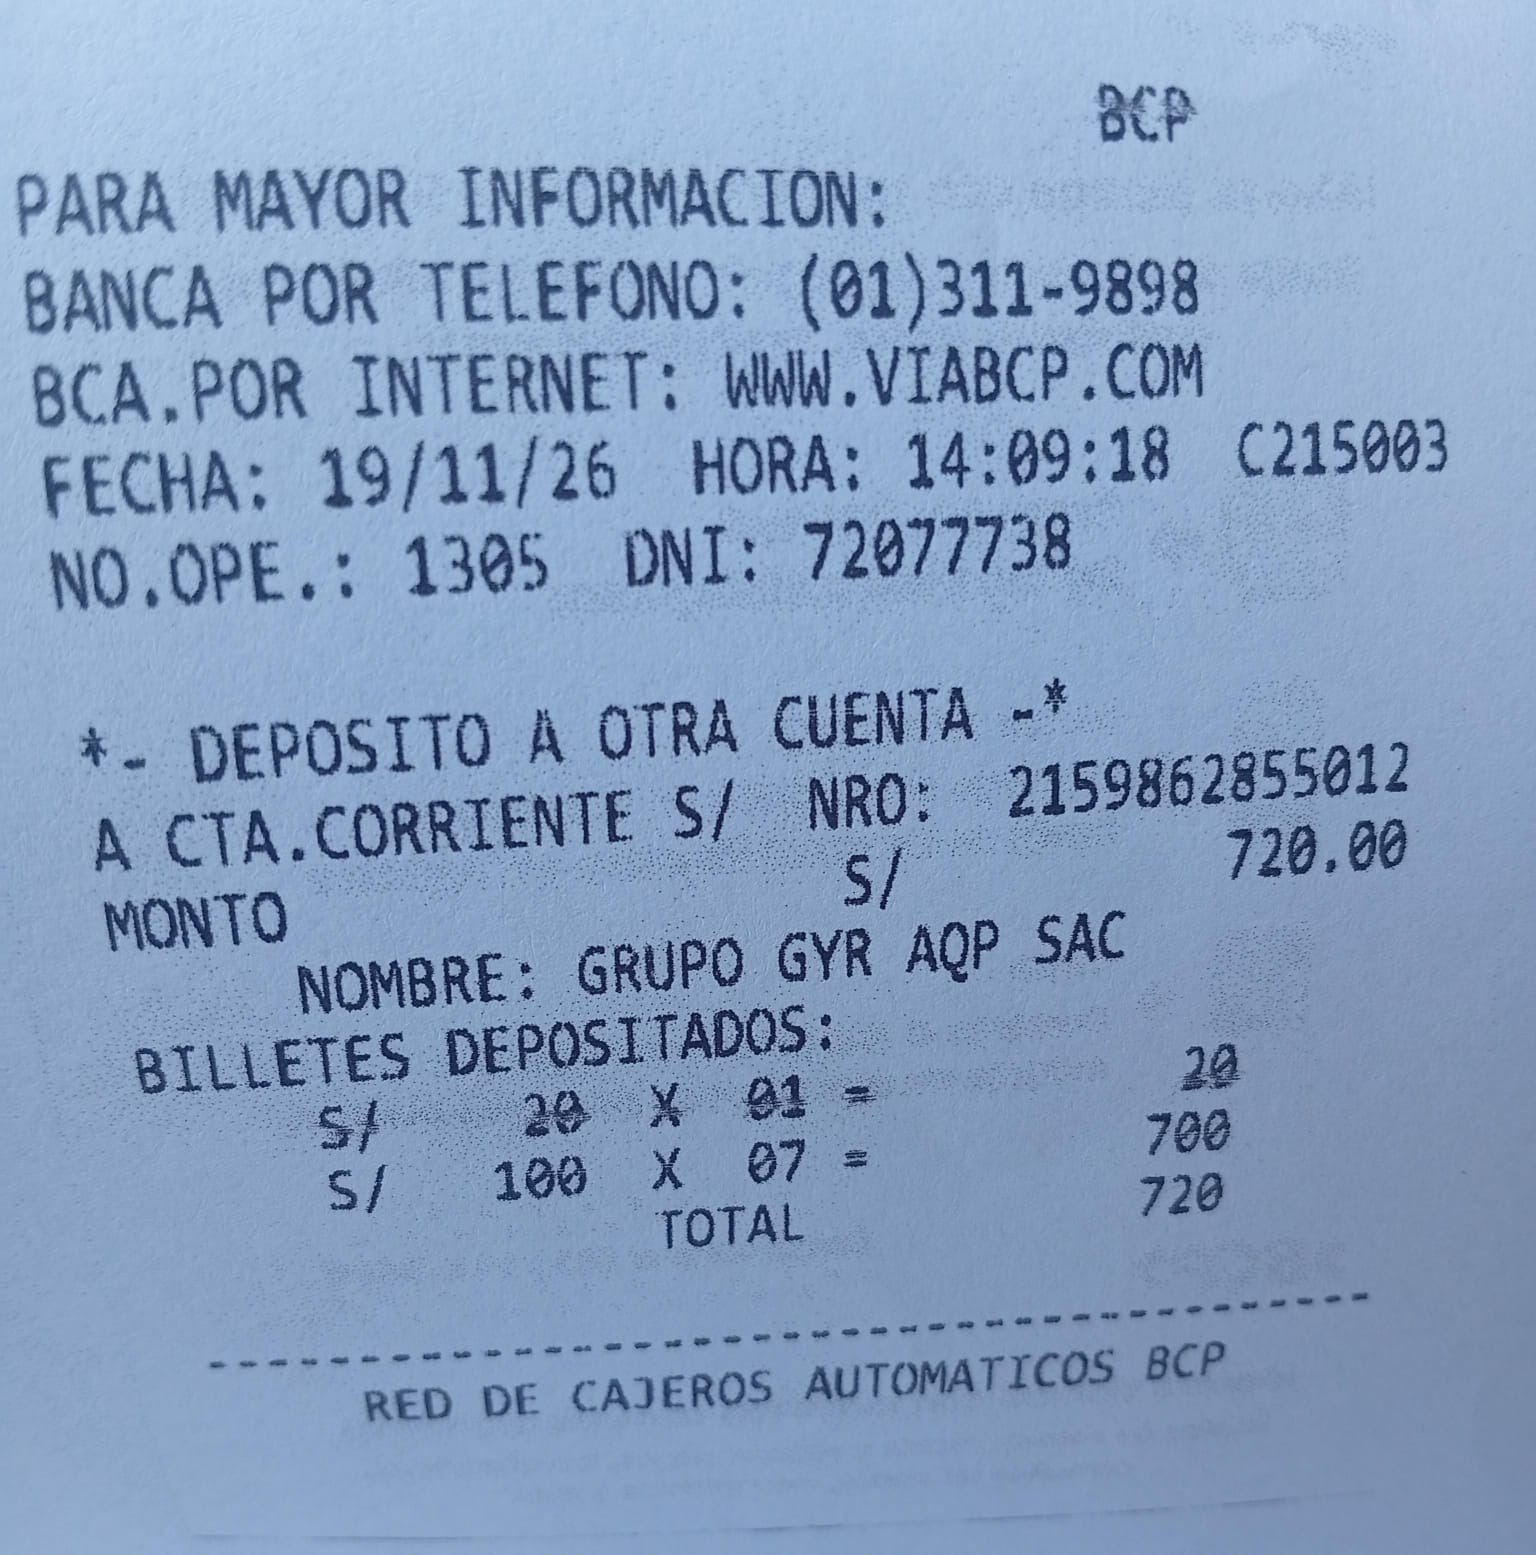 BCP
PARA MAYOR INFORMACION:
BANCA POR TELEFONO: (01)311-9898
BCA.POR INTERNET: WWW.VIABCP.COM
FECHA: 19/11/26 HORA: 14:09:18 C215003
NO.OPE.: 1305 DNI: 72077738
*- DEPOSITO A OTRA CUENTA -*
A CTA.CORRIENTE S/ NRO: 2159862855012
MONTO S/ 720.00
NOMBRE: GRUPO GYR AQP SAC
BILLETES DEPOSITADOS:
S/ 20 X 01 = 20
S/ 100 X 07 = 700
TOTAL 720
--------------------------------------
RED DE CAJEROS AUTOMATICOS BCP